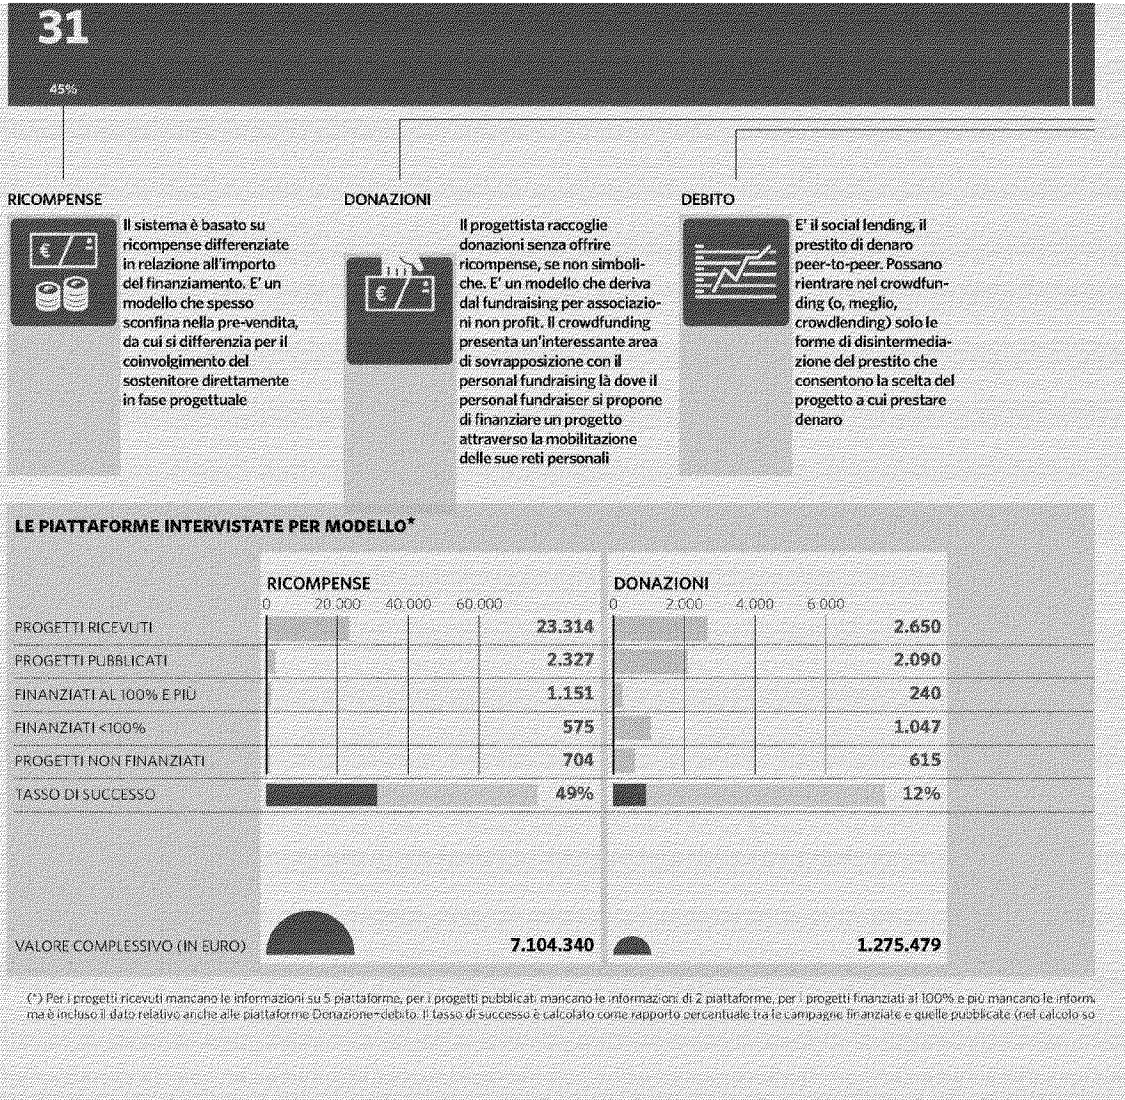 31
45%
RICOMPENSE
Il sistema è basato su
ricompense differenziate
in relazione all'importo
del finanziamento. E' un
modello che spesso
sconfina nella pre-vendita,
da cui si differenzia per il
coinvolgimento del
sostenitore direttamente
in fase progettuale
DONAZIONI
Il progettista raccoglie
donazioni senza offrire
ricompense, se non simboli-
che. E' un modello che deriva
dal fundraising per associazio-
ni non profit. Il crowdfunding
presenta un'interessante area
di sovrapposizione con il
personal fundraising là dove il
personal fundraiser si propone
di finanziare un progetto
attraverso la mobilitazione
delle sue reti personali
DEBITO
E' il social lending, il
prestito di denaro
peer-to-peer. Possano
rientrare nel crowdfun-
ding (o, meglio,
crowdlending) solo le
forme di disintermedia-
zione del prestito che
consentono la scelta del
progetto a cui prestare
denaro
LE PIATTAFORME INTERVISTATE PER MODELLO*
RICOMPENSE DONAZIONI
0 20.000 40.000 60.000 0 2.000 4.000 6.000
PROGETTI RICEVUTI 23.314 2.650
PROGETTI PUBBLICATI 2.327 2.090
FINANZIATI AL 100% E PIÙ 1.151 240
FINANZIATI <100% 575 1.047
PROGETTI NON FINANZIATI 704 615
TASSO DI SUCCESSO 49% 12%
VALORE COMPLESSIVO (IN EURO) 7.104.340 1.275.479
(*) Per i progetti ricevuti mancano le informazioni su 5 piattaforme, per i progetti pubblicati mancano le informazioni di 2 piattaforme, per i progetti finanziati al 100% e più mancano le inform
ma è incluso il dato relativo anche alle piattaforme Donazione+debito. Il tasso di successo è calcolato come rapporto percentuale tra le campagne finanziate e quelle pubblicate (nel calcolo so